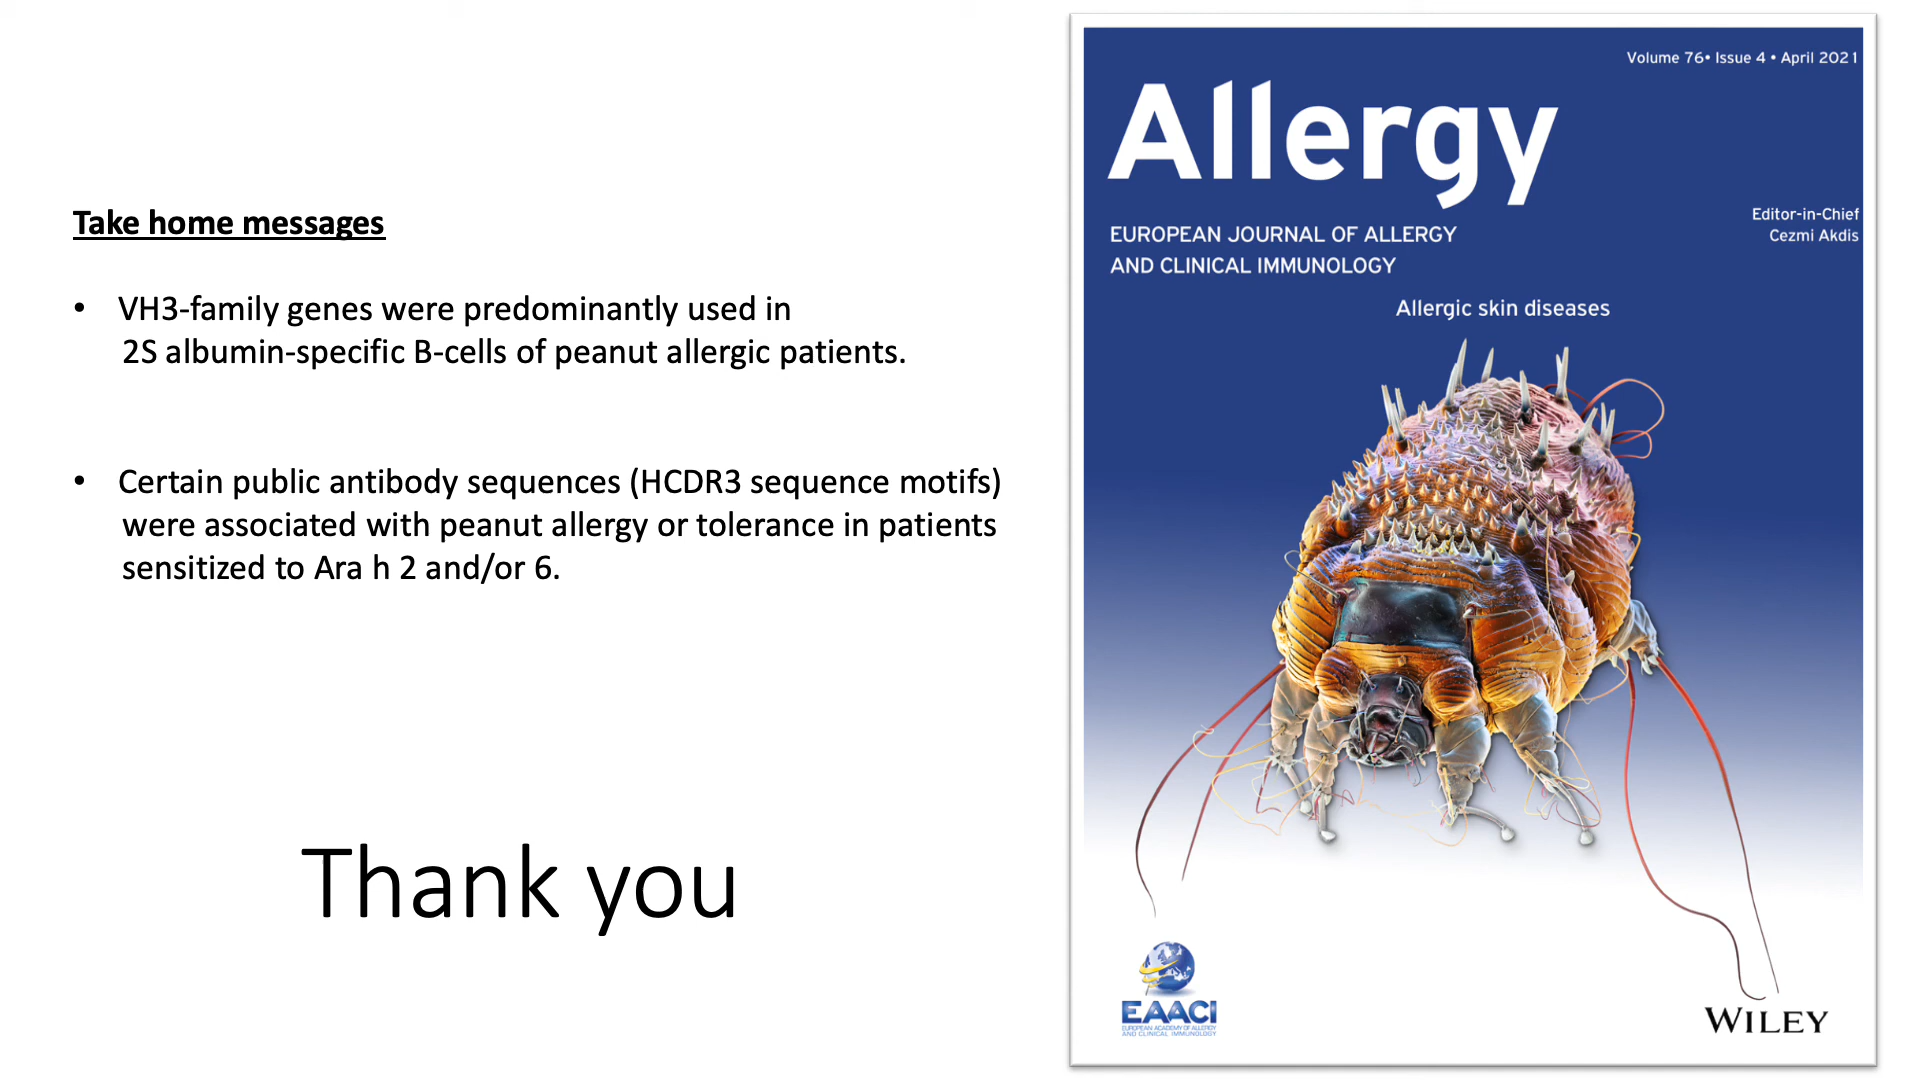 Take home messages
• VH3-family genes were predominantly used in
2S albumin-specific B-cells of peanut allergic patients.
• Certain public antibody sequences (HCDR3 sequence motifs)
were associated with peanut allergy or tolerance in patients
sensitized to Ara h 2 and/or 6.
Thank you
Volume 76• Issue 4 • April 2021
Allergy
Editor-in-Chief
Cezmi Akdis
EUROPEAN JOURNAL OF ALLERGY
AND CLINICAL IMMUNOLOGY
Allergic skin diseases
EAACI
EUROPEAN ACADEMY OF ALLERGY
AND CLINICAL IMMUNOLOGY
WILEY